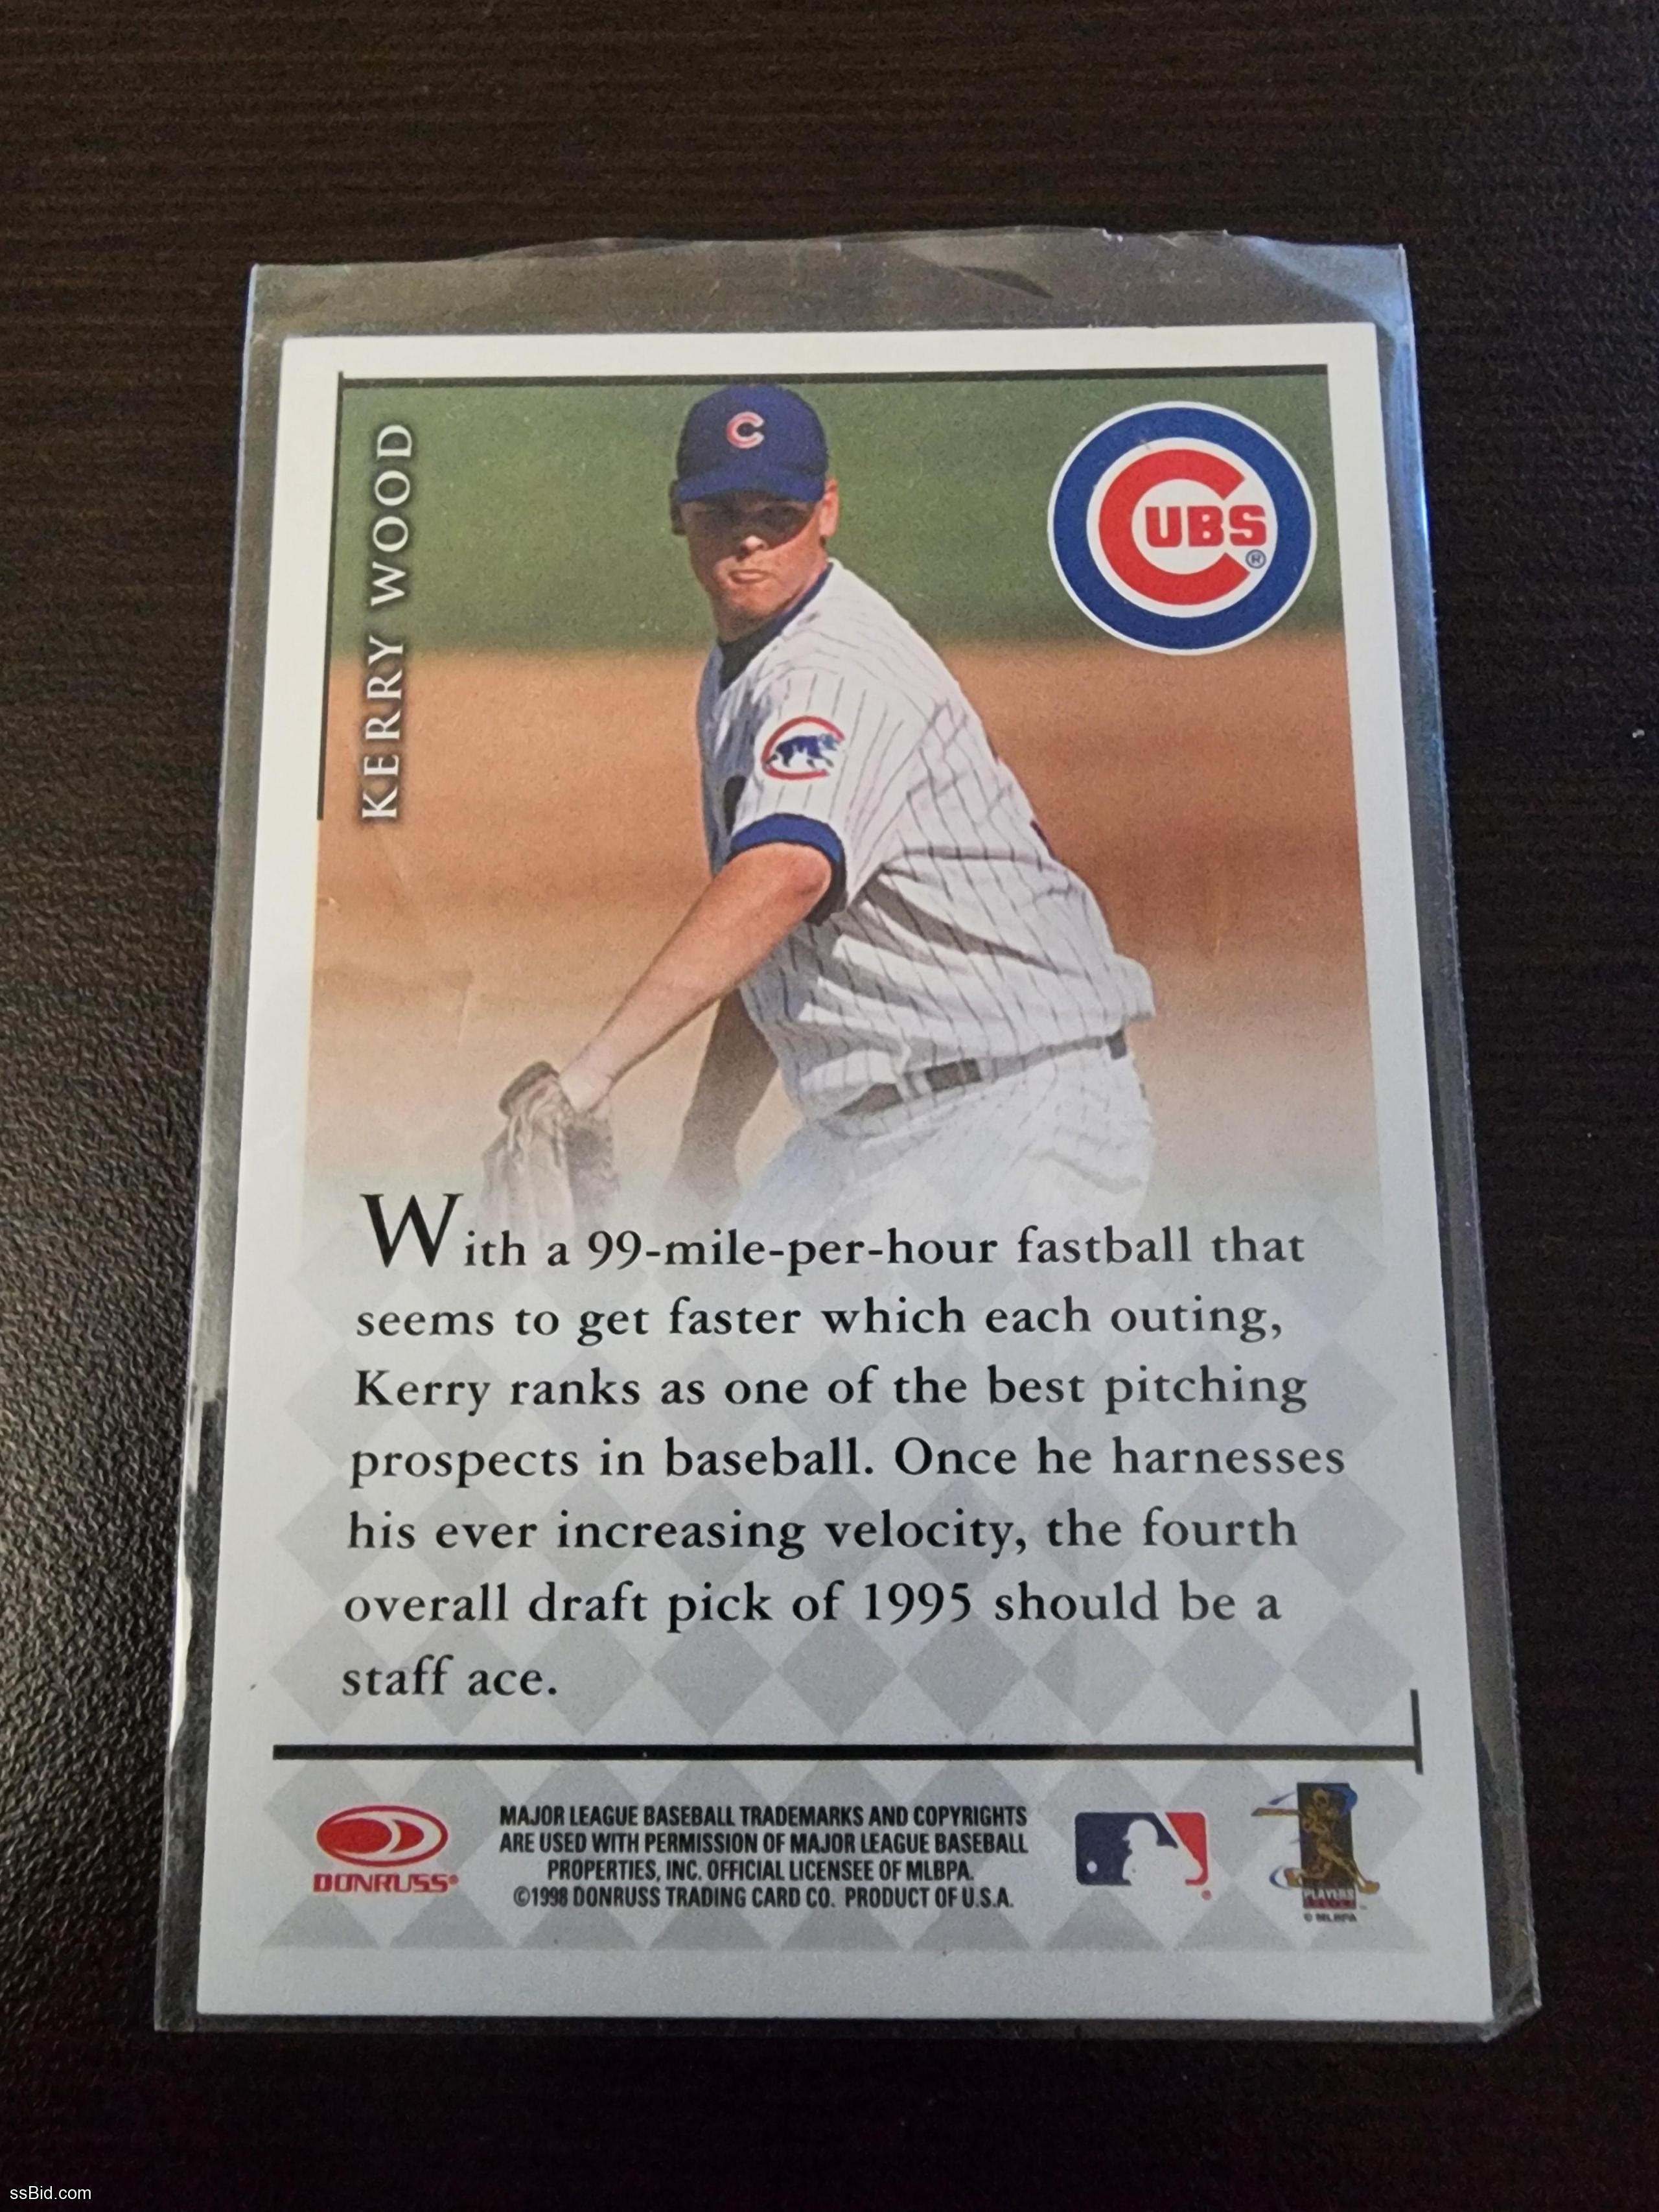 C
KERRY WOOD
CUBS®
With a 99-mile-per-hour fastball that
seems to get faster which each outing,
Kerry ranks as one of the best pitching
prospects in baseball. Once he harnesses
his ever increasing velocity, the fourth
overall draft pick of 1995 should be a
staff ace.
DONRUSS®
MAJOR LEAGUE BASEBALL TRADEMARKS AND COPYRIGHTS
ARE USED WITH PERMISSION OF MAJOR LEAGUE BASEBALL
PROPERTIES, INC. OFFICIAL LICENSEE OF MLBPA.
©1998 DONRUSS TRADING CARD CO. PRODUCT OF U.S.A.
PLAYERS
© MLBPA
ssBid.com